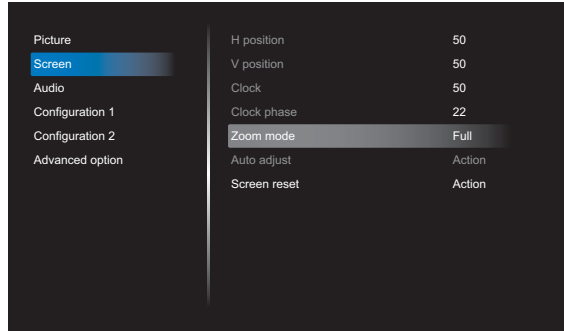 Picture
Screen
Audio
Configuration 1
Configuration 2
Advanced option
H position 50
V position 50
Clock 50
Clock phase 22
Zoom mode Full
Auto adjust Action
Screen reset Action